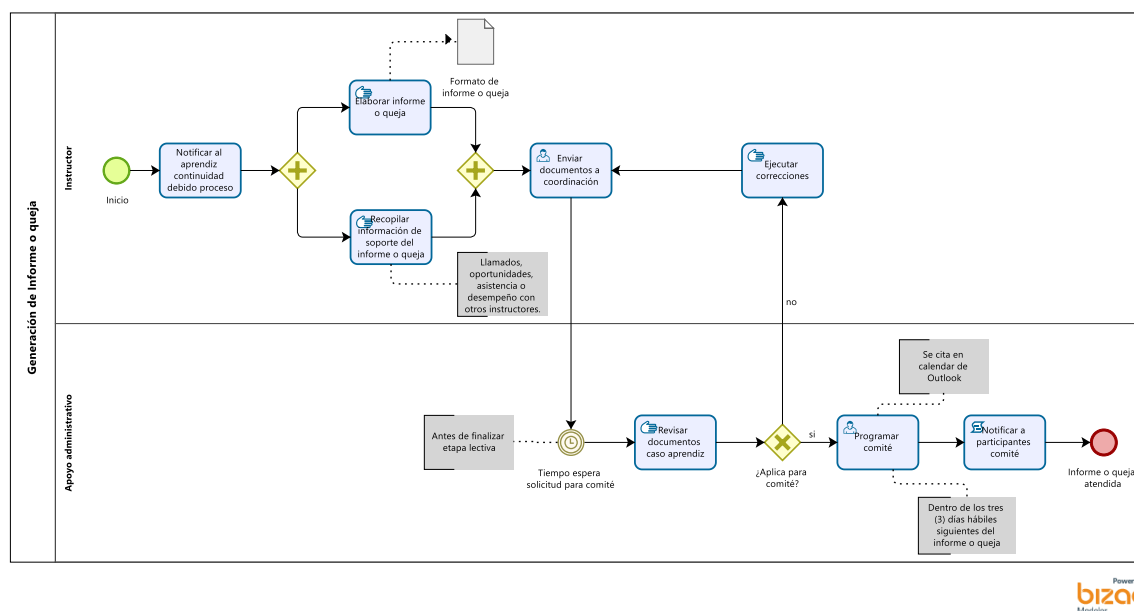 Generación de Informe o queja
Instructor
Inicio
Notificar al
aprendiz
continuidad
debido proceso
Elaborar informe
o queja
Formato de
informe o queja
Recopilar
información de
soporte del
informe o queja
Llamados,
oportunidades,
asistencia o
desempeño con
otros instructores.
Enviar
documentos a
coordinación
Ejecutar
correcciones
no
Apoyo administrativo
Antes de finalizar
etapa lectiva
Tiempo espera
solicitud para comité
Revisar
documentos
caso aprendiz
¿Aplica para
comité?
si
Se cita en
calendar de
Outlook
Programar
comité
Dentro de los tres
(3) días hábiles
siguientes del
informe o queja
Notificar a
participantes
comité
Informe o queja
atendida
Power
bizag
Modeler